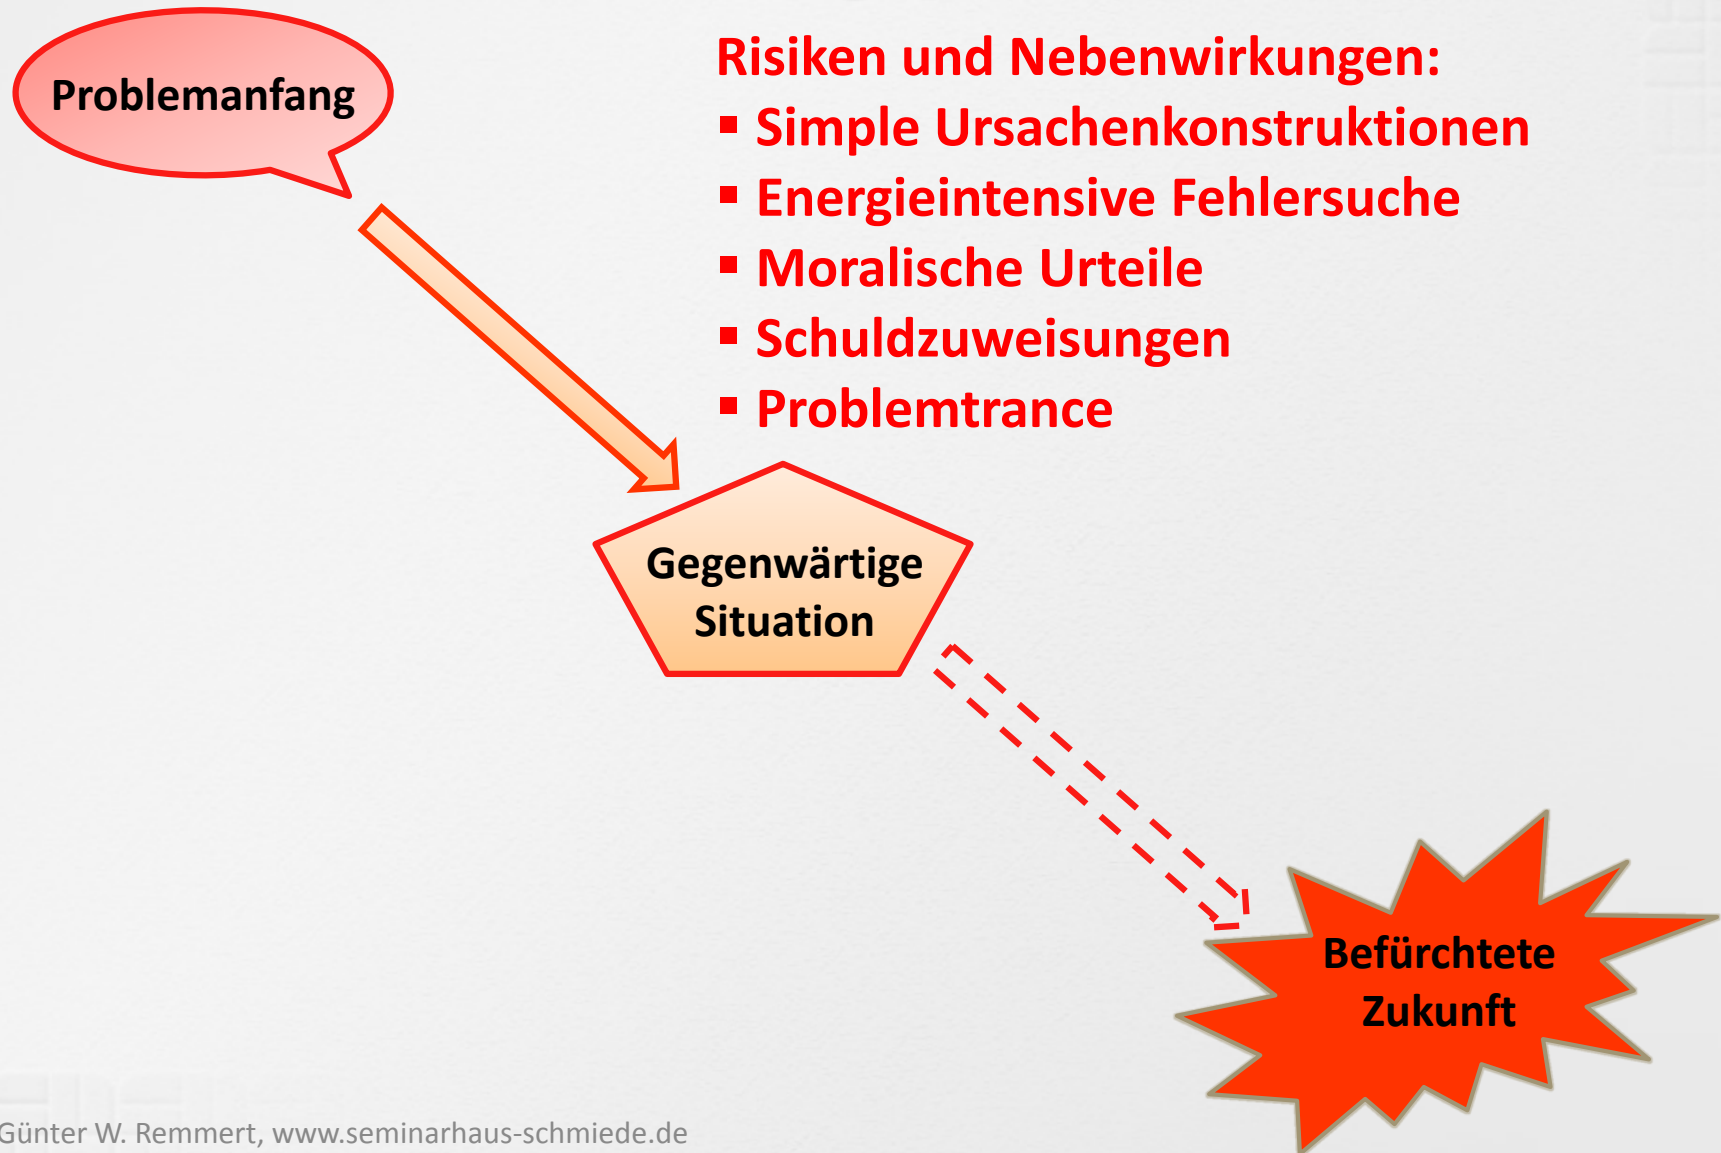 Problemanfang
Risiken und Nebenwirkungen:
▪ Simple Ursachenkonstruktionen
▪ Energieintensive Fehlersuche
▪ Moralische Urteile
▪ Schuldzuweisungen
▪ Problemtrance
Gegenwärtige
Situation
Befürchtete
Zukunft
Günter W. Remmert, www.seminarhaus-schmiede.de